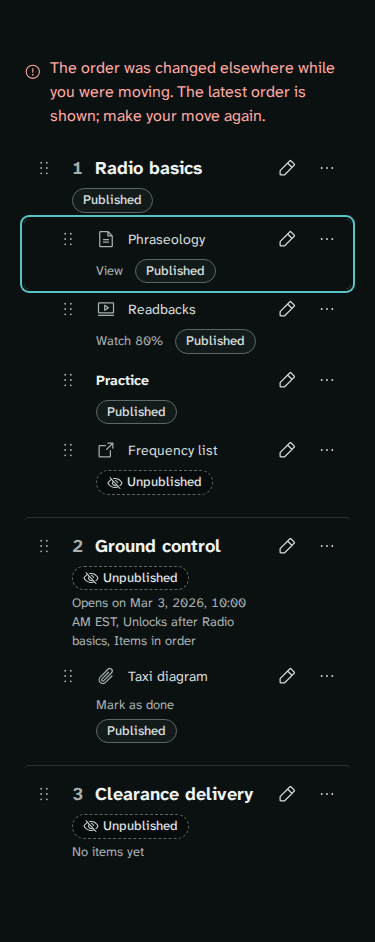 The order was changed elsewhere while
you were moving. The latest order is
shown; make your move again.
1 Radio basics
Published
Phraseology
View Published
Readbacks
Watch 80% Published
Practice
Published
Frequency list
Unpublished
2 Ground control
Unpublished
Opens on Mar 3, 2026, 10:00
AM EST, Unlocks after Radio
basics, Items in order
Taxi diagram
Mark as done
Published
3 Clearance delivery
Unpublished
No items yet